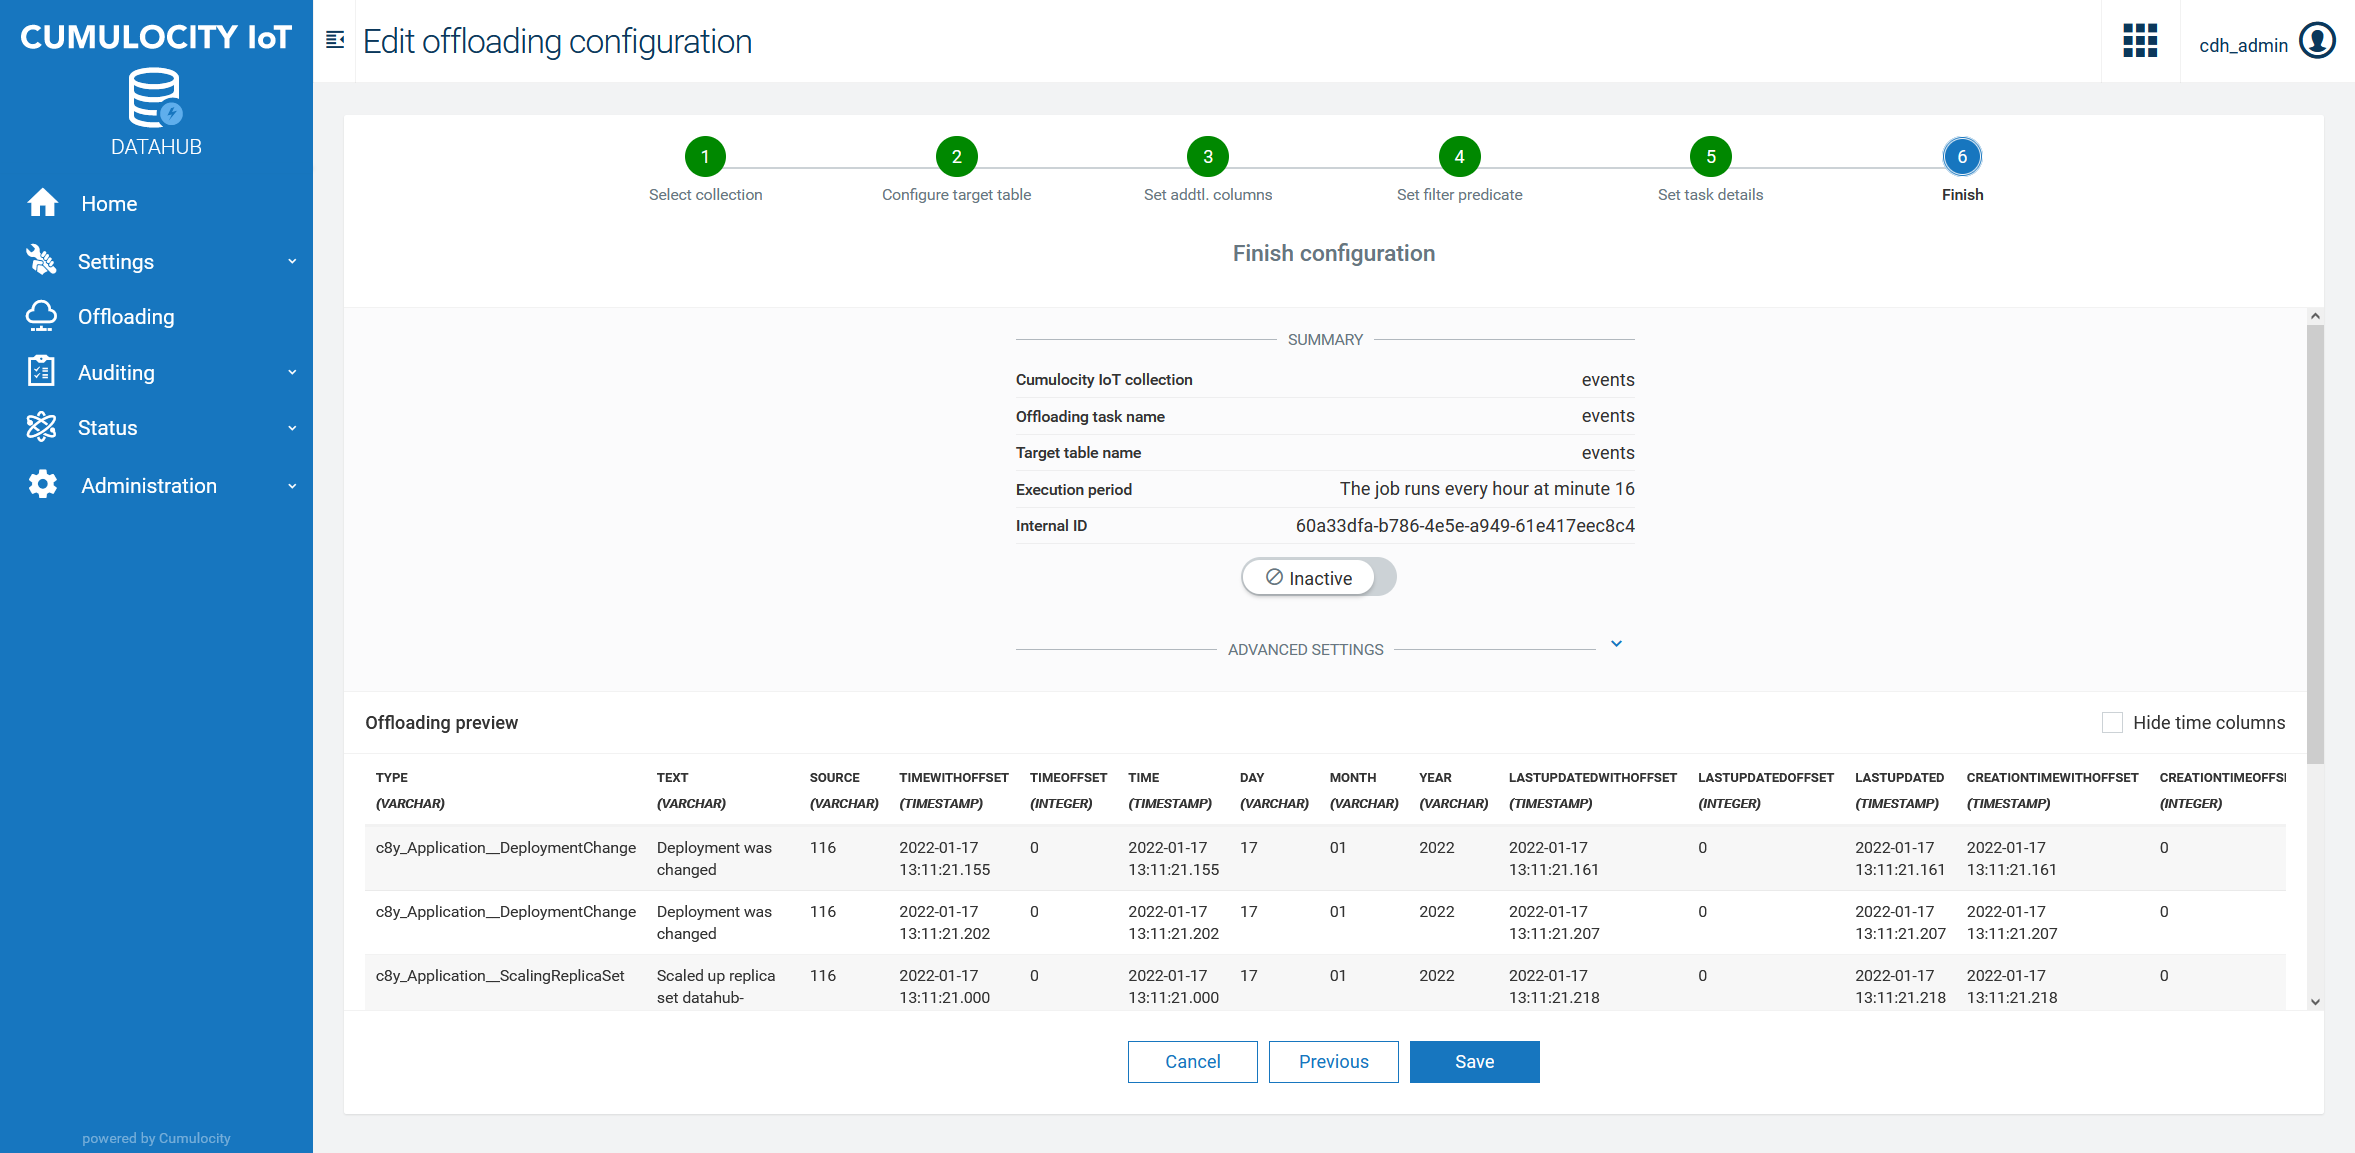 CUMULOCITY IoT
DATAHUB
Home
Settings
Offloading
Auditing
Status
Administration
powered by Cumulocity
Edit offloading configuration
cdh_admin
1 2 3 4 5 6
Select collection Configure target table Set addtl. columns Set filter predicate Set task details Finish
Finish configuration
SUMMARY
Cumulocity IoT collection events
Offloading task name events
Target table name events
Execution period The job runs every hour at minute 16
Internal ID 60a33dfa-b786-4e5e-a949-61e417eec8c4
Inactive
ADVANCED SETTINGS
Offloading preview Hide time columns
TYPE TEXT SOURCE TIMEWITHOFFSET TIMEOFFSET TIME DAY MONTH YEAR LASTUPDATEDWITHOFFSET LASTUPDATEDOFFSET LASTUPDATED CREATIONTIMEWITHOFFSET CREATIONTIMEOFFS
(VARCHAR) (VARCHAR) (VARCHAR) (TIMESTAMP) (INTEGER) (TIMESTAMP) (VARCHAR) (VARCHAR) (VARCHAR) (TIMESTAMP) (INTEGER) (TIMESTAMP) (TIMESTAMP) (INTEGER)
c8y_Application__DeploymentChange Deployment was 116 2022-01-17 0 2022-01-17 17 01 2022 2022-01-17 0 2022-01-17 2022-01-17 0
changed 13:11:21.155 13:11:21.155 13:11:21.161 13:11:21.161 13:11:21.161
c8y_Application__DeploymentChange Deployment was 116 2022-01-17 0 2022-01-17 17 01 2022 2022-01-17 0 2022-01-17 2022-01-17 0
changed 13:11:21.202 13:11:21.202 13:11:21.207 13:11:21.207 13:11:21.207
c8y_Application__ScalingReplicaSet Scaled up replica 116 2022-01-17 0 2022-01-17 17 01 2022 2022-01-17 0 2022-01-17 2022-01-17 0
set datahub- 13:11:21.000 13:11:21.000 13:11:21.218 13:11:21.218 13:11:21.218
Cancel Previous Save